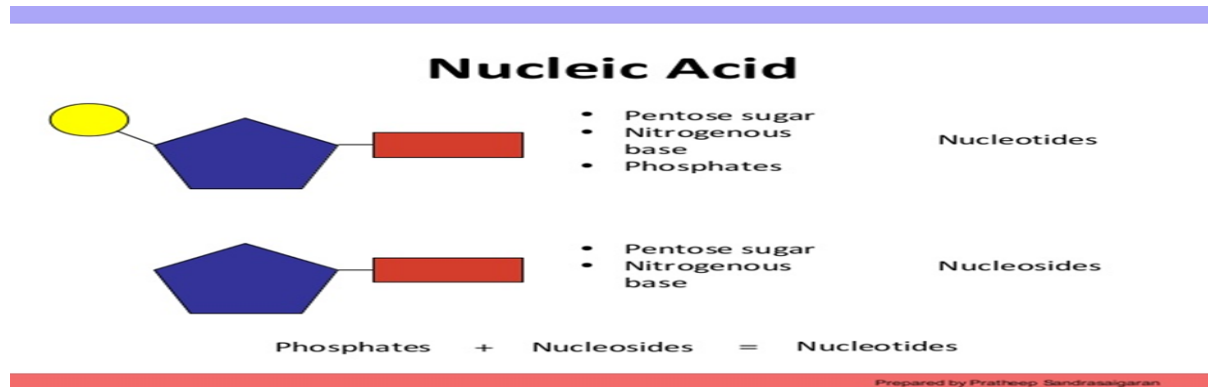 Nucleic Acid
• Pentose sugar
• Nitrogenous
base
• Phosphates
Nucleotides
• Pentose sugar
• Nitrogenous
base
Nucleosides
Phosphates + Nucleosides = Nucleotides
Prepared by Pratheep Sandrasaigaran